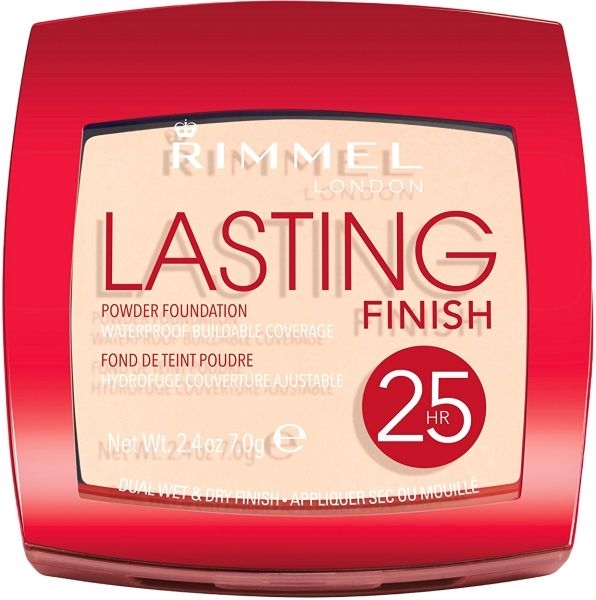 RIMMEL
LONDON
LASTING
FINISH
POWDER FOUNDATION
WATERPROOF BUILDABLE COVERAGE
FOND DE TEINT POUDRE
HYDROFUGE COUVERTURE AJUSTABLE
25
HR
Net Wt. 2.4oz 7.0g ℮
DUAL WET & DRY FINISH • APPLIQUER SEC OU MOUILLÉ